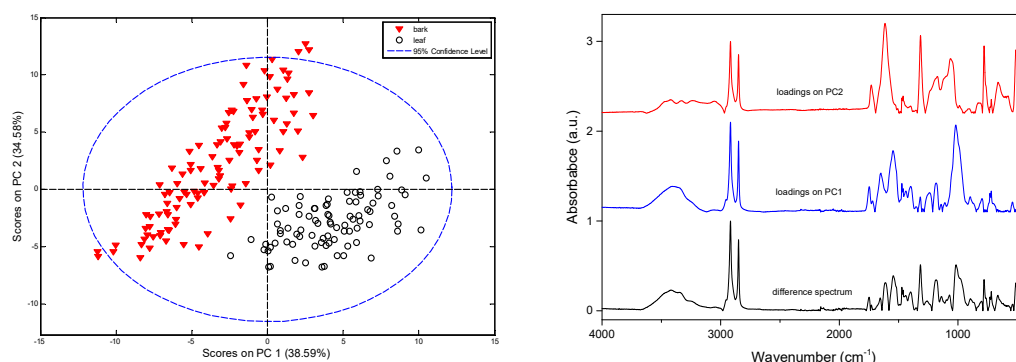 bark
leaf
95% Confidence Level
15
10
5
0
-5
-10
-15
-10
-5
0
5
10
15
Scores on PC 2 (34.58%)
Scores on PC 1 (38.59%)
3
2
1
0
loadings on PC2
loadings on PC1
difference spectrum
4000
3000
2000
1000
Absorbabce (a.u.)
Wavenumber (cm⁻¹)